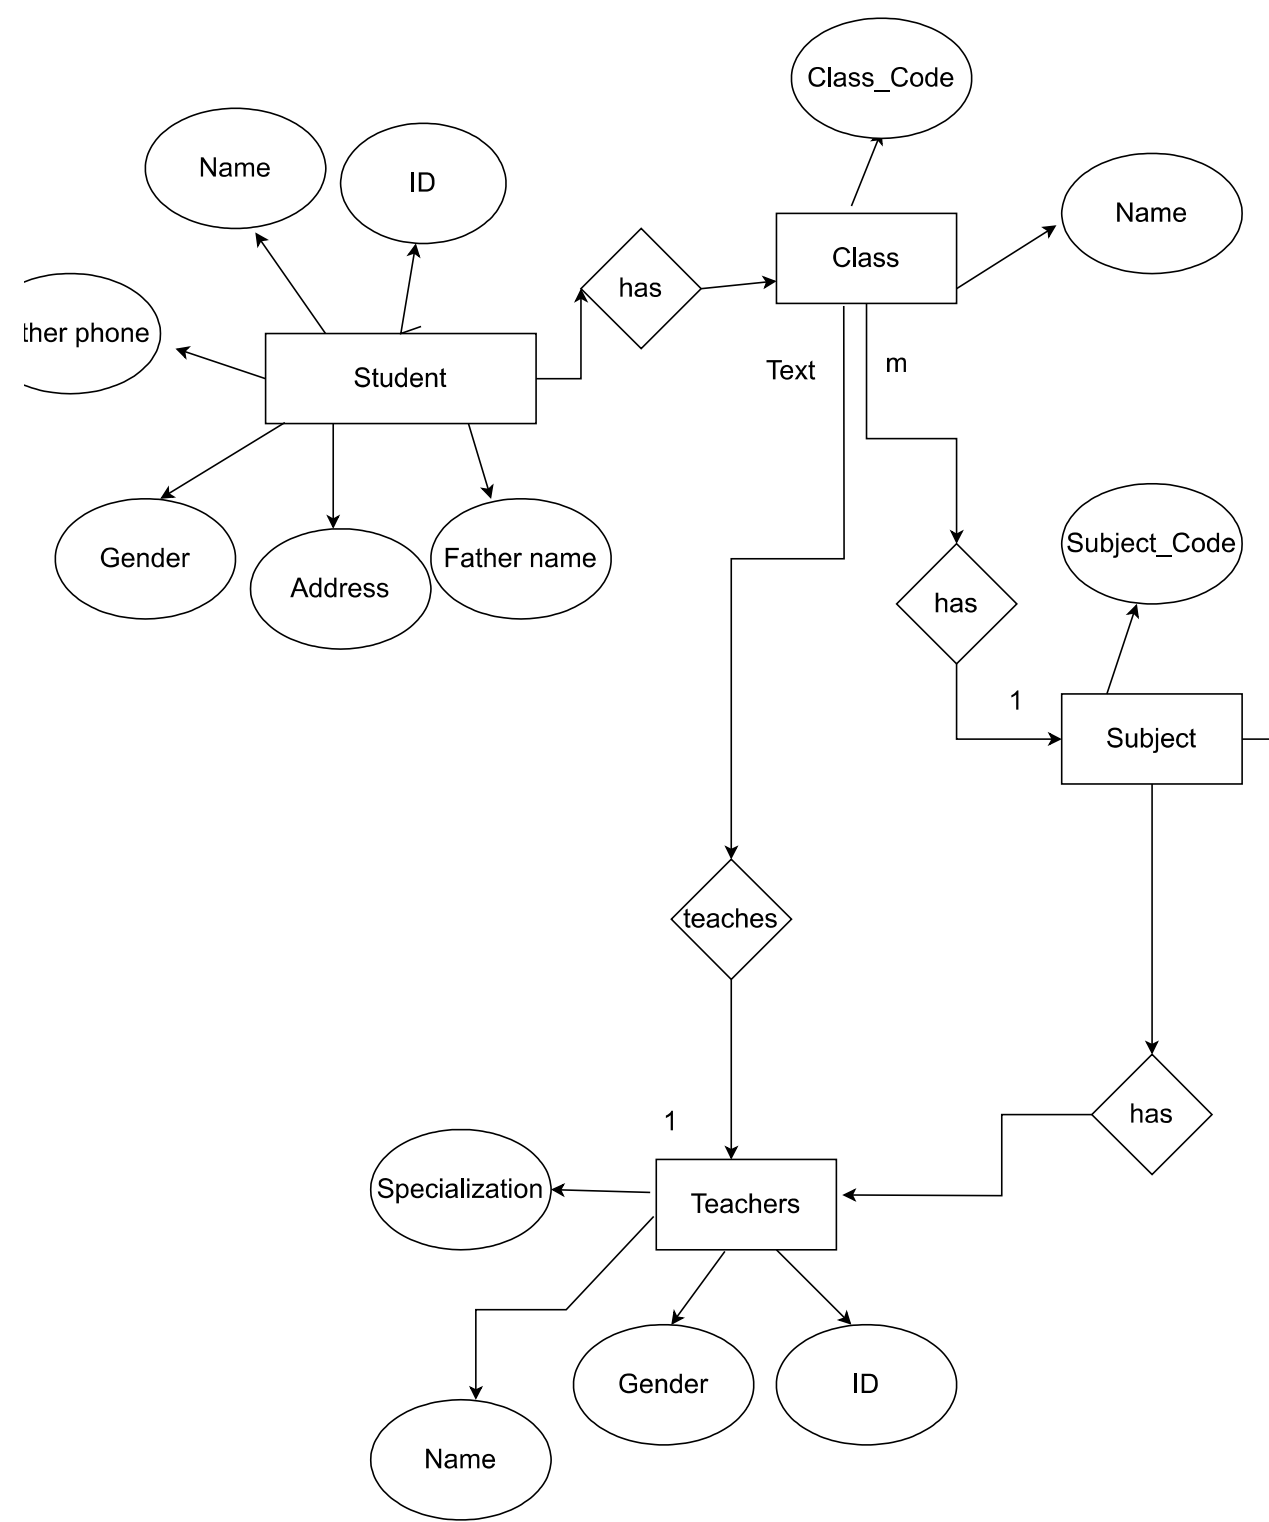 Class_Code
Name
ID
Name
has
Class
ther phone
Student
Text
m
Gender
Address
Father name
Subject_Code
has
1
Subject
teaches
1
has
Specialization
Teachers
Gender
ID
Name